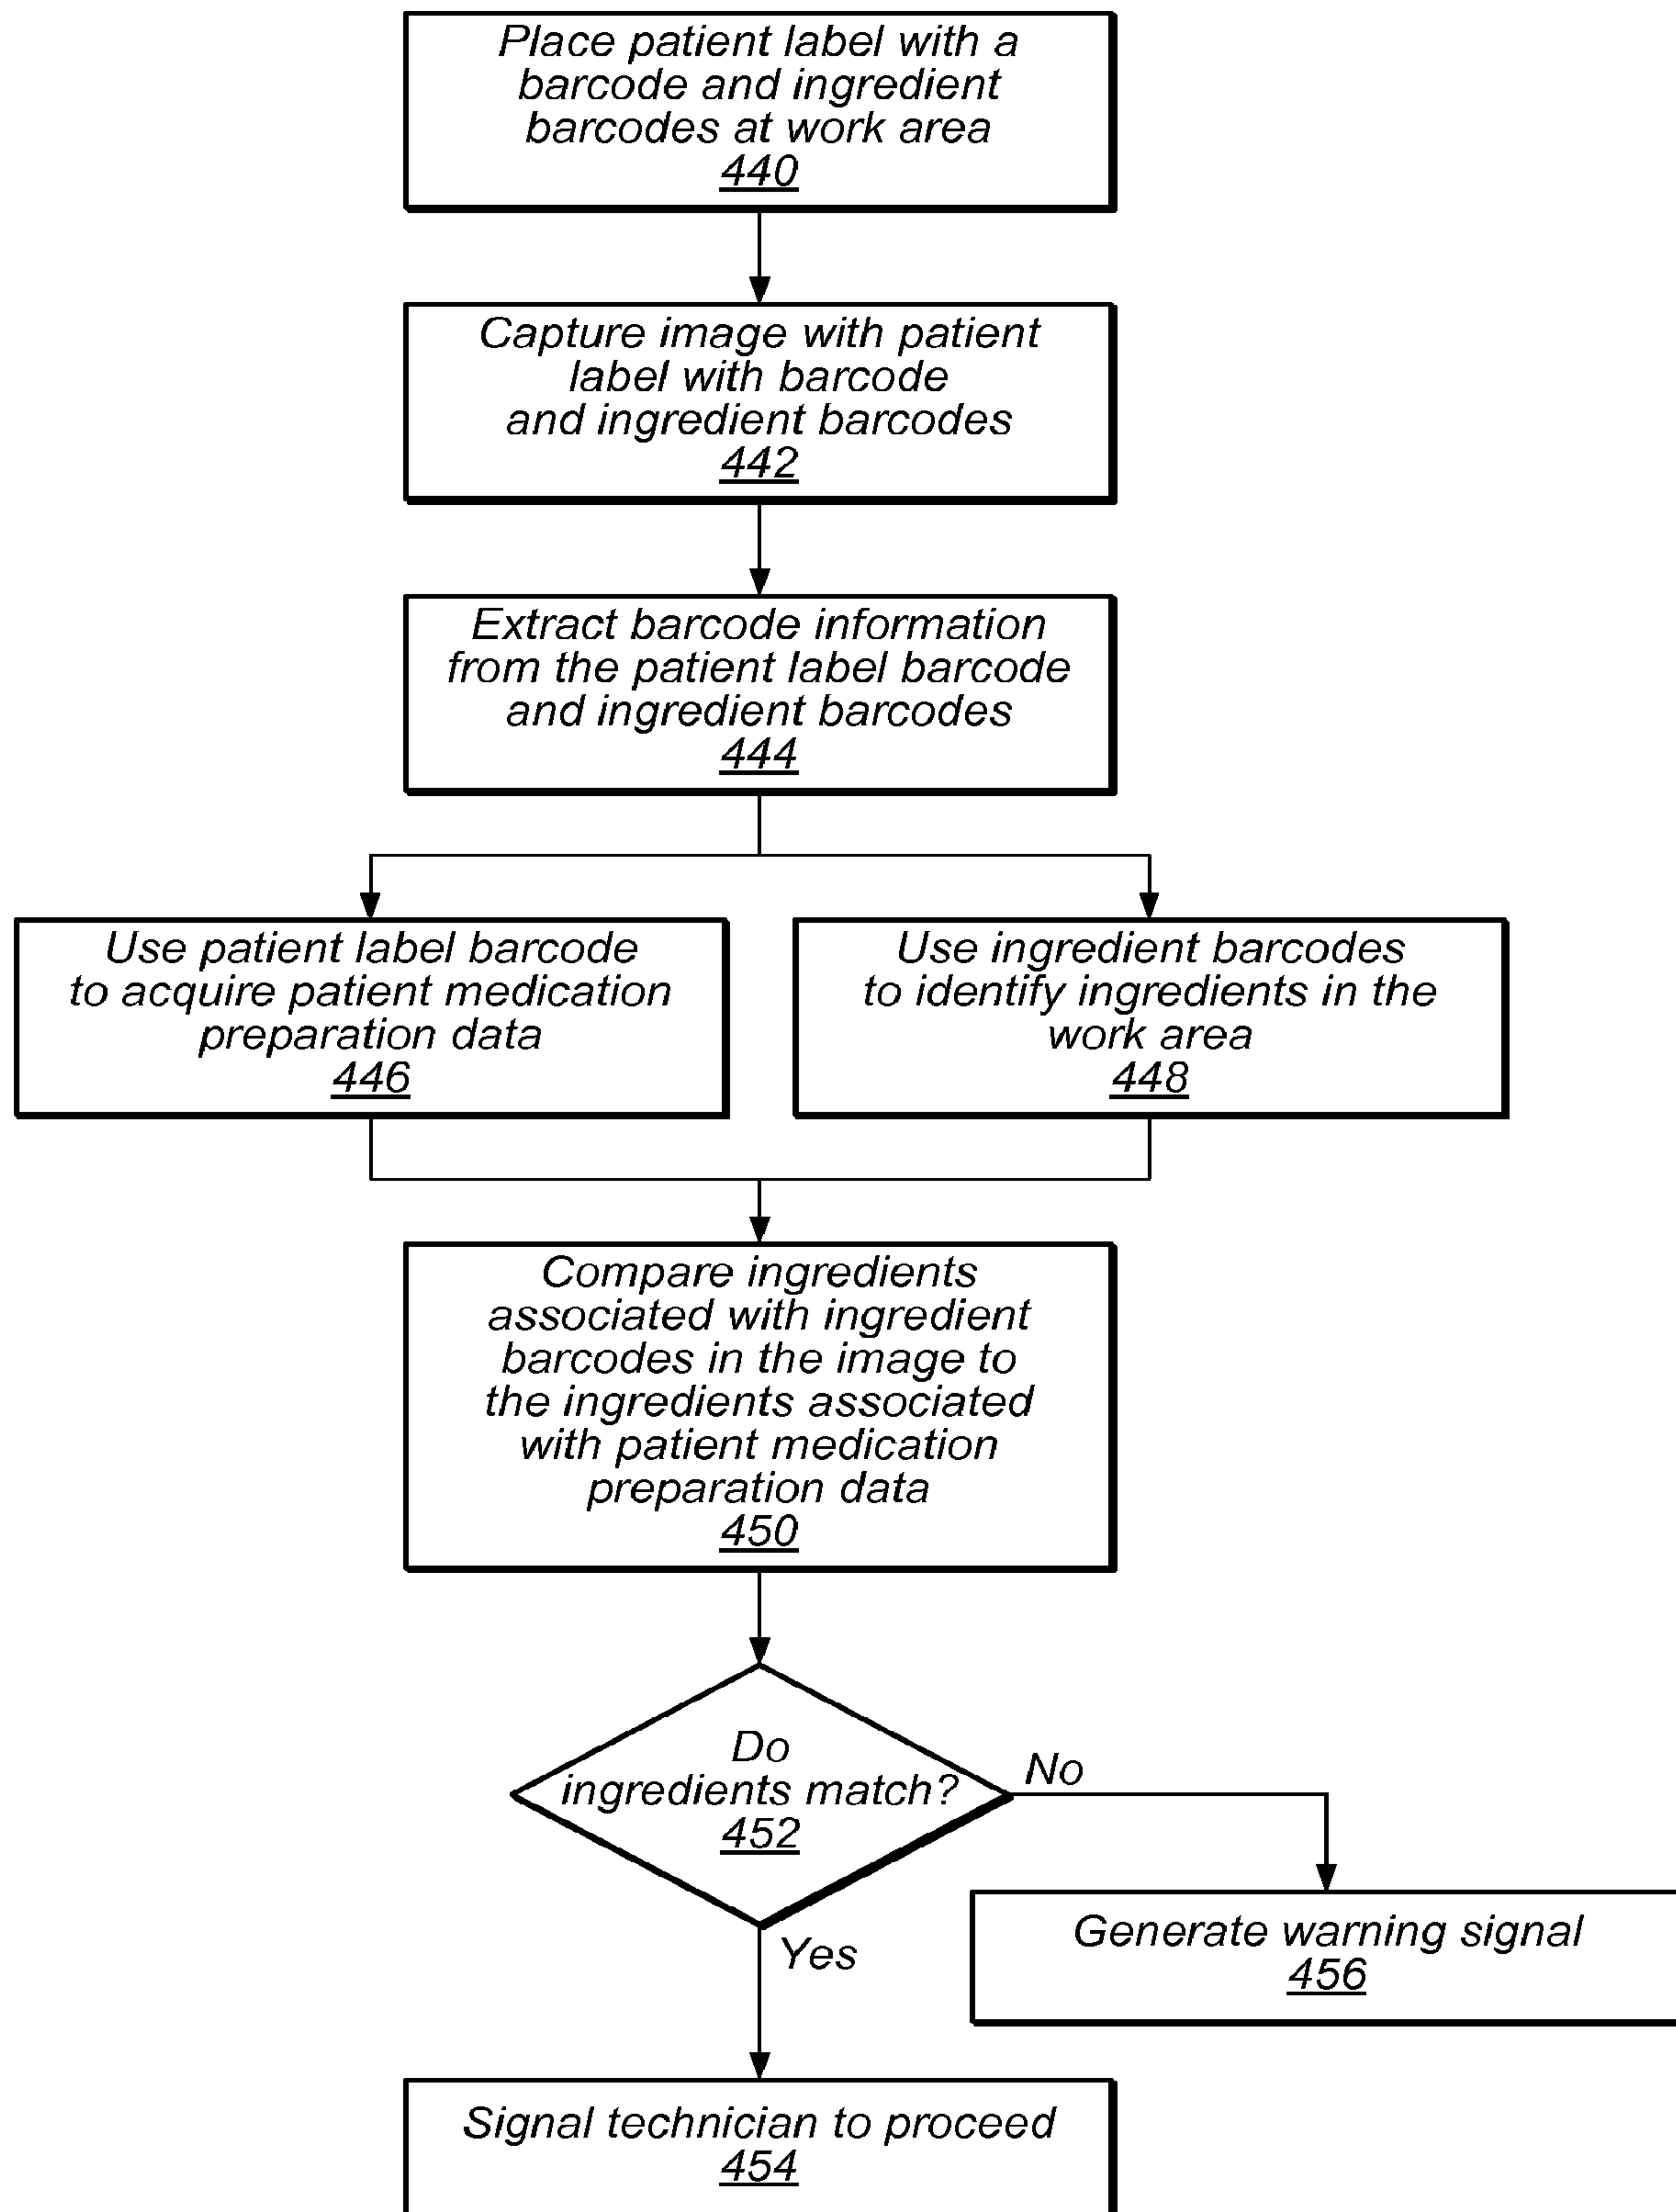 Place patient label with a
barcode and ingredient
barcodes at work area
440
Capture image with patient
label with barcode
and ingredient barcodes
442
Extract barcode information
from the patient label barcode
and ingredient barcodes
444
Use patient label barcode
to acquire patient medication
preparation data
446
Use ingredient barcodes
to identify ingredients in the
work area
448
Compare ingredients
associated with ingredient
barcodes in the image to
the ingredients associated
with patient medication
preparation data
450
Do
ingredients match?
452
No
Yes
Generate warning signal
456
Signal technician to proceed
454